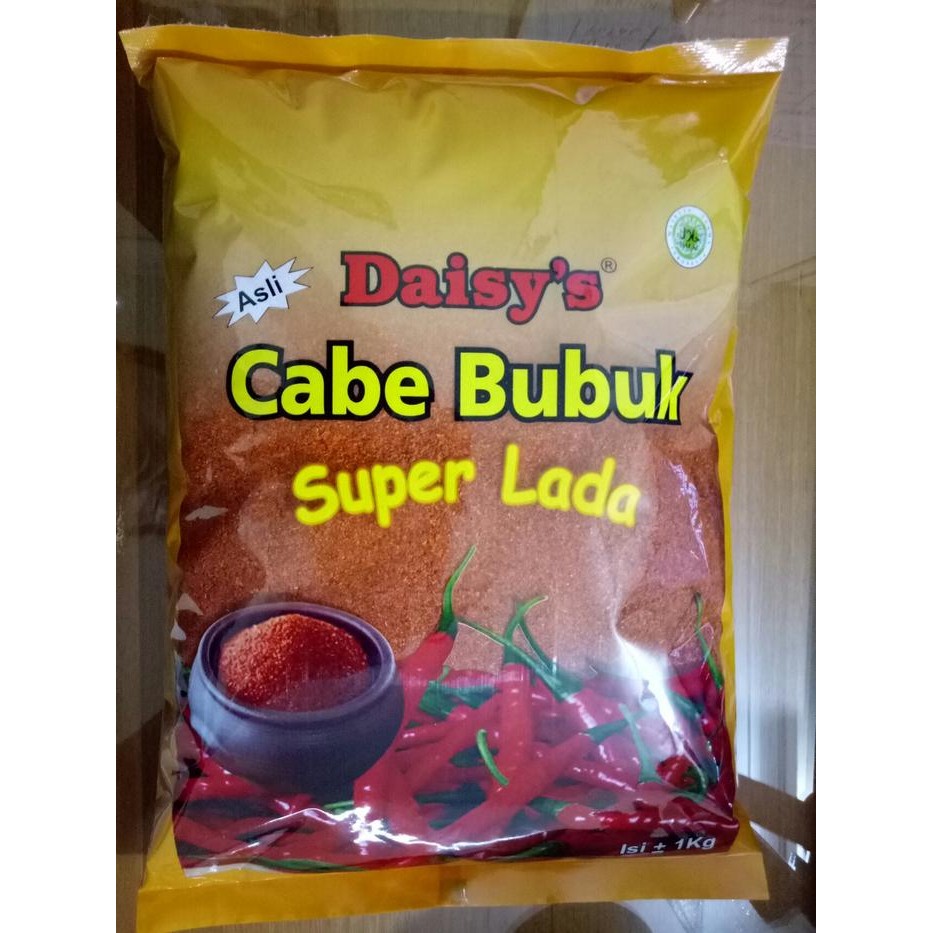 Asli
Daisy's®
Cabe Bubuk
Super Lada
Isi ± 1Kg